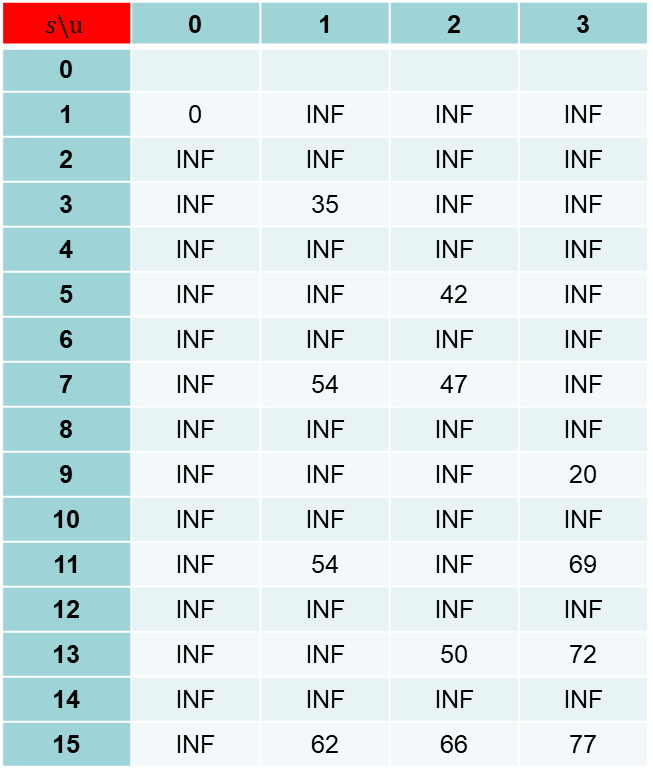 s\u 0 1 2 3
0
1 0 INF INF INF
2 INF INF INF INF
3 INF 35 INF INF
4 INF INF INF INF
5 INF INF 42 INF
6 INF INF INF INF
7 INF 54 47 INF
8 INF INF INF INF
9 INF INF INF 20
10 INF INF INF INF
11 INF 54 INF 69
12 INF INF INF INF
13 INF INF 50 72
14 INF INF INF INF
15 INF 62 66 77